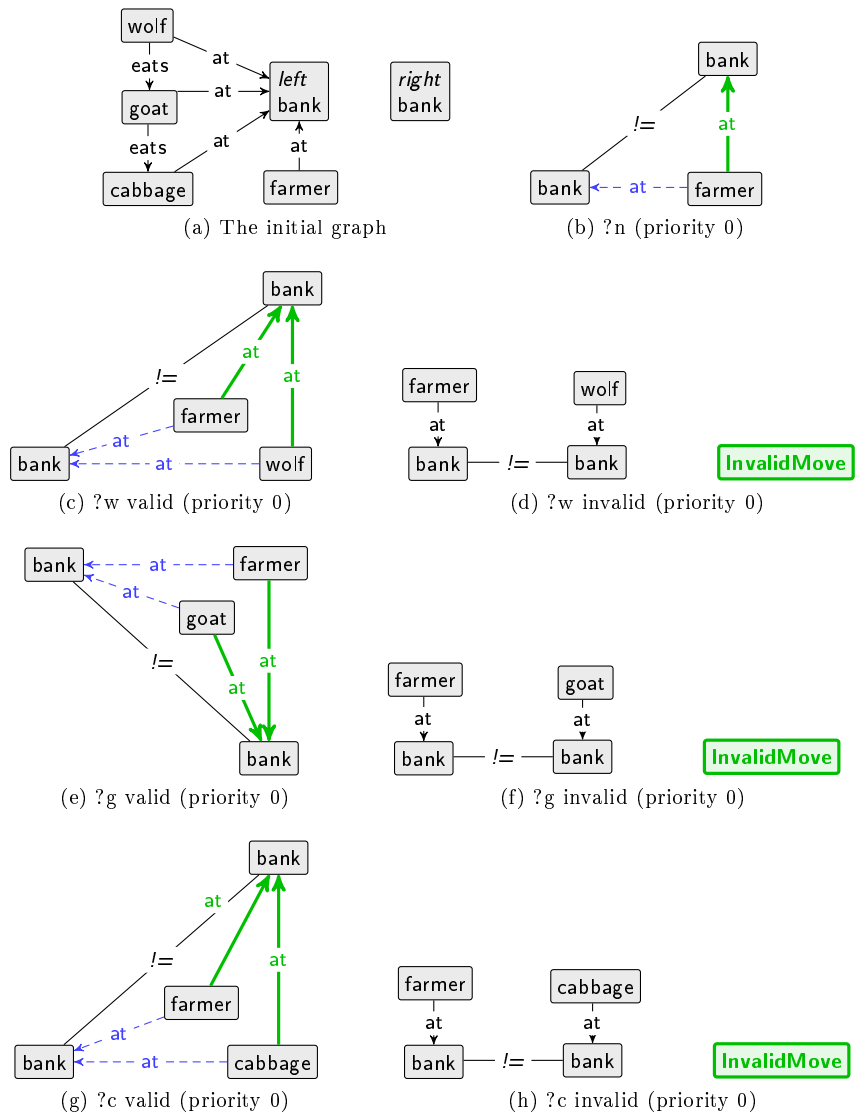 wolf
eats
goat
eats
cabbage
at
at
at
left
bank
at
farmer
right
bank
(a) The initial graph
bank
!=
at
bank
at
farmer
(b) ?n (priority 0)
bank
!=
at
at
farmer
at
bank
at
wolf
(c) ?w valid (priority 0)
farmer
wolf
at
at
bank
!=
bank
InvalidMove
(d) ?w invalid (priority 0)
bank
at
farmer
at
goat
!=
at
at
bank
(e) ?g valid (priority 0)
farmer
goat
at
at
bank
!=
bank
InvalidMove
(f) ?g invalid (priority 0)
bank
at
!=
at
farmer
at
bank
at
cabbage
(g) ?c valid (priority 0)
farmer
cabbage
at
at
bank
!=
bank
InvalidMove
(h) ?c invalid (priority 0)